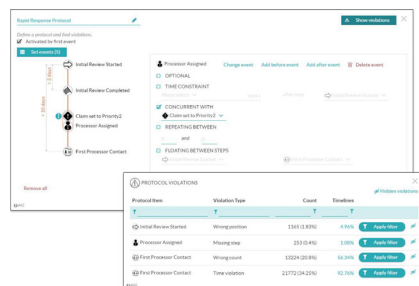 Rapid Response Protocol
Show violations
Define a protocol and find violations.
Activated by first event
Set events (5)
Initial Review Started
Initial Review Completed
Claim set to Priority2
Processor Assigned
First Processor Contact
Remove all
Processor Assigned
Change event
Add before event
Add after event
Delete event
OPTIONAL
TIME CONSTRAINT
CONCURRENT WITH
Claim set to Priority2
REPEATING BETWEEN
and
FLOATING BETWEEN STEPS
PROTOCOL VIOLATIONS
Hidden violations
Protocol Item Violation Type Count Timelines
Initial Review Started Wrong position 1165 (1.83%) 4.96% Apply filter
Processor Assigned Missing step 253 (0.4%) 1.08% Apply filter
First Processor Contact Wrong count 13224 (20.8%) 56.34% Apply filter
First Processor Contact Time violation 21772 (34.25%) 92.76% Apply filter